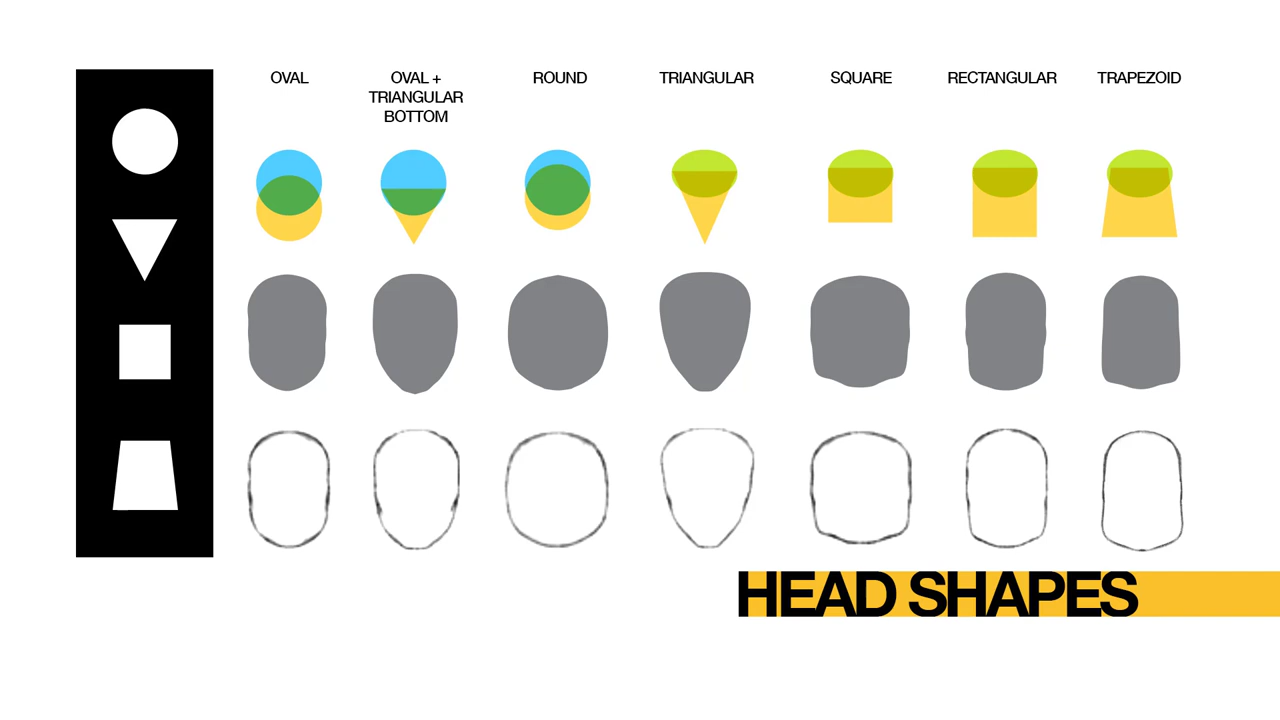 OVAL
OVAL +
TRIANGULAR
BOTTOM
ROUND
TRIANGULAR
SQUARE
RECTANGULAR
TRAPEZOID
HEAD SHAPES